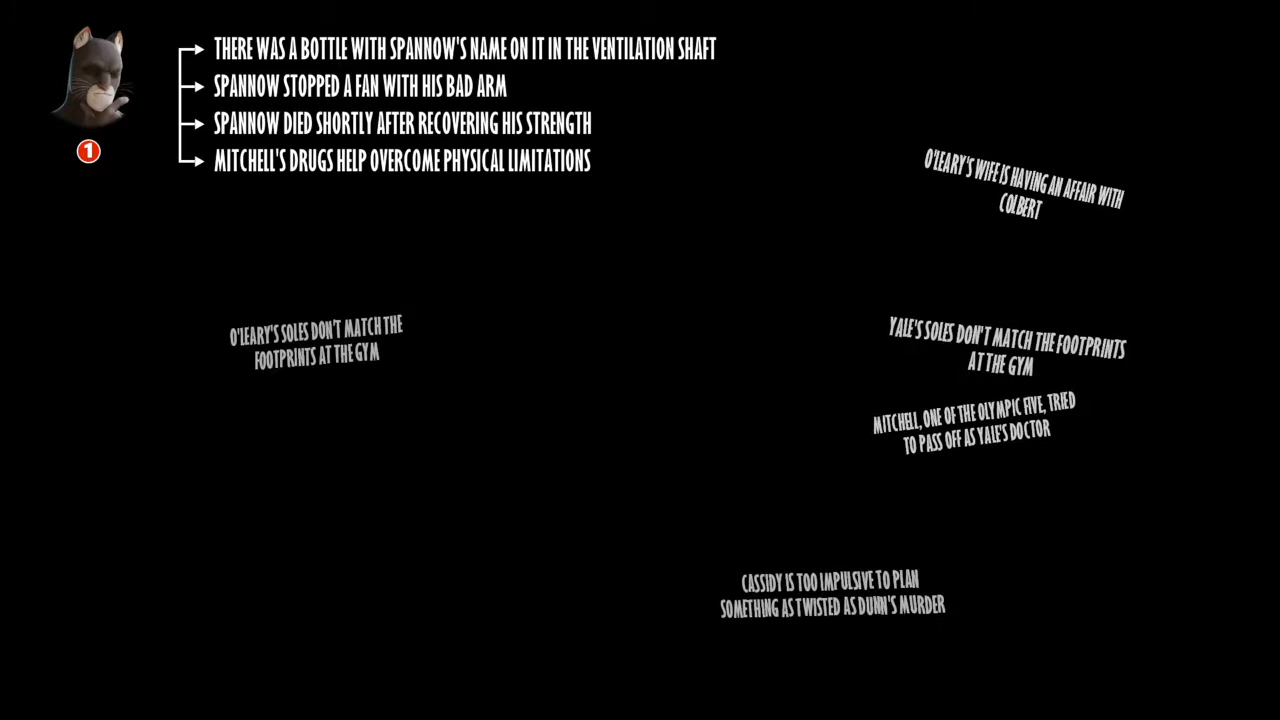 THERE WAS A BOTTLE WITH SPANNOW'S NAME ON IT IN THE VENTILATION SHAFT
SPANNOW STOPPED A FAN WITH HIS BAD ARM
SPANNOW DIED SHORTLY AFTER RECOVERING HIS STRENGTH
MITCHELL'S DRUGS HELP OVERCOME PHYSICAL LIMITATIONS
1
O'LEARY'S WIFE IS HAVING AN AFFAIR WITH
COLBERT
O'LEARY'S SOLES DON'T MATCH THE
FOOTPRINTS AT THE GYM
YALE'S SOLES DON'T MATCH THE FOOTPRINTS
AT THE GYM
MITCHELL, ONE OF THE OLYMPIC FIVE, TRIED
TO PASS OFF AS YALE'S DOCTOR
CASSIDY IS TOO IMPULSIVE TO PLAN
SOMETHING AS TWISTED AS DUNN'S MURDER